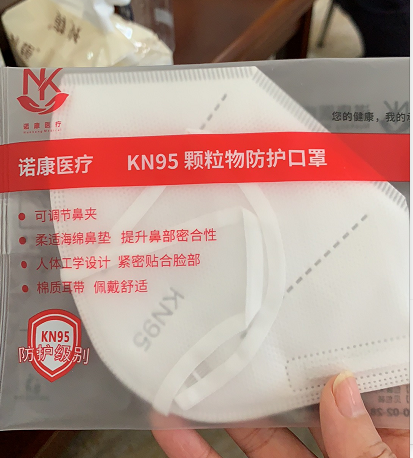 NK
诺康医疗
您的健康，我的
诺康医疗 KN95 颗粒物防护口罩
可调节鼻夹
柔适海绵鼻垫 提升鼻部密合性
人体工学设计 紧密贴合脸部
棉质耳带 佩戴舒适
KN95
KN95
防护级别